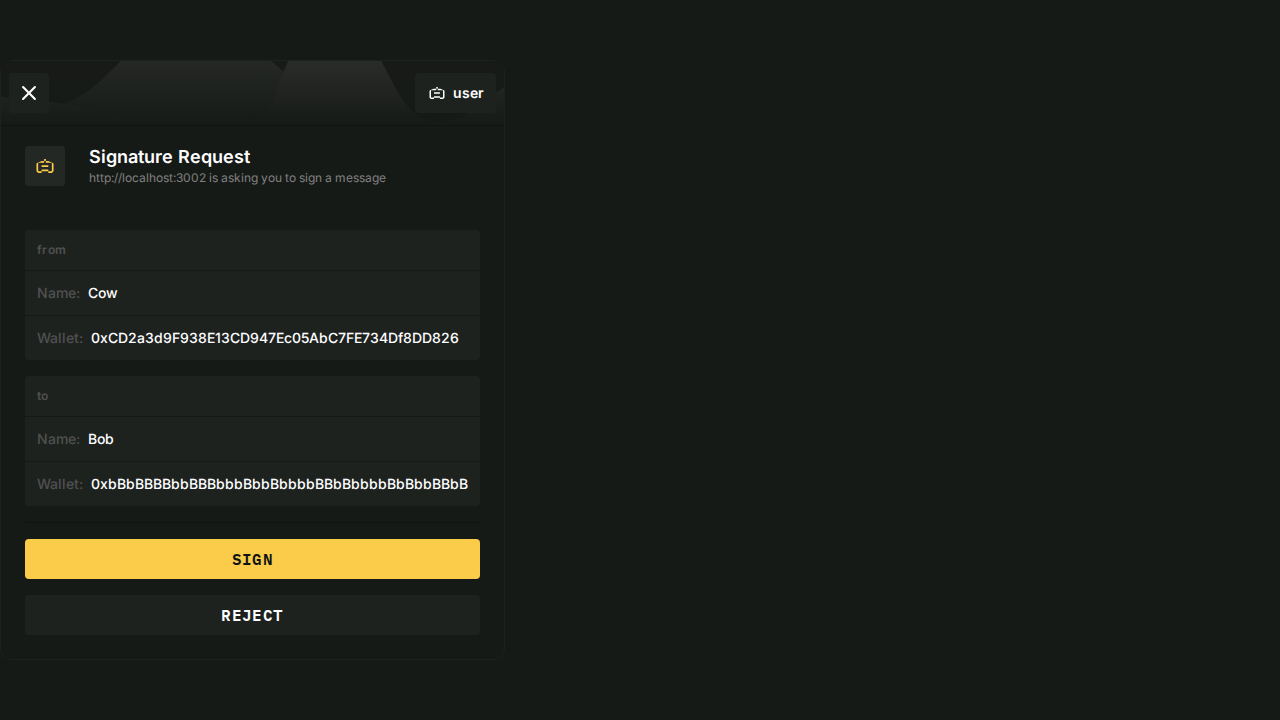 user
Signature Request
http://localhost:3002 is asking you to sign a message
from
Name: Cow
Wallet: 0xCD2a3d9F938E13CD947Ec05AbC7FE734Df8DD826
to
Name: Bob
Wallet: 0xbBbBBBBbbBBBbbbBbbBbbbbBBbBbbbbBbBbbBBbB
SIGN
REJECT